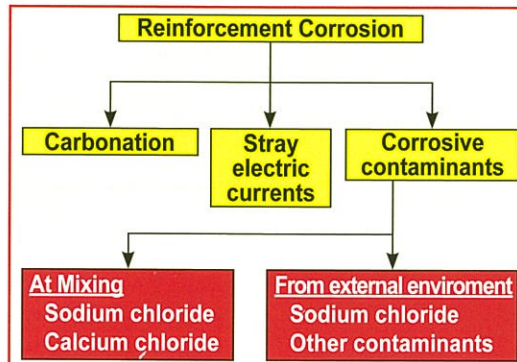 Reinforcement Corrosion
Carbonation
Stray
electric
currents
Corrosive
contaminants
At Mixing
Sodium chloride
Calcium chloride
From external enviroment
Sodium chloride
Other contaminants